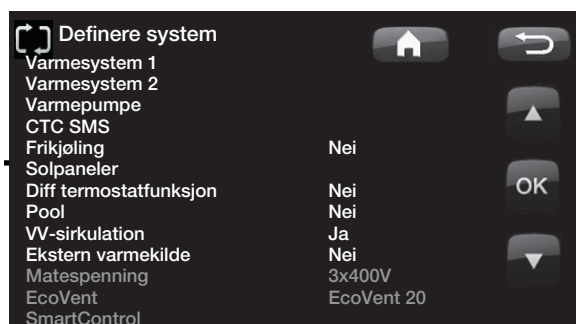 Definere system
Varmesystem 1
Varmesystem 2
Varmepumpe
CTC SMS
Frikjøling Nei
Solpaneler
Diff termostatfunksjon Nei
Pool Nei
VV-sirkulation Ja
Ekstern varmekilde Nei
Matespenning 3x400V
EcoVent EcoVent 20
SmartControl
OK